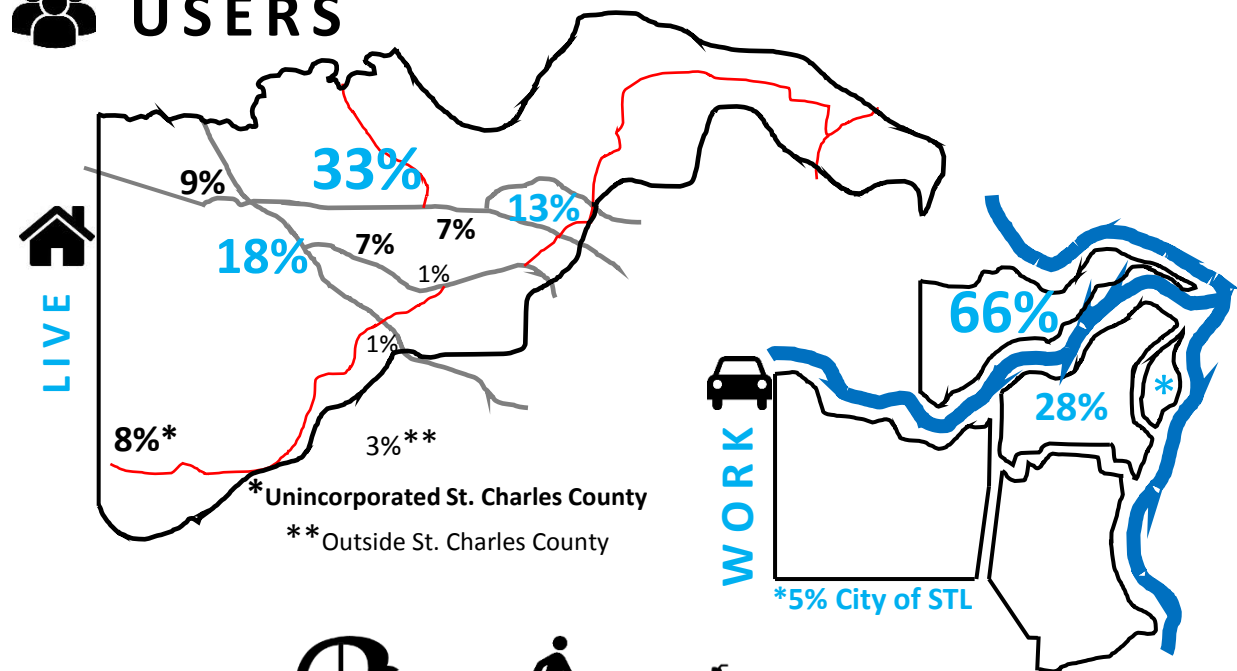 USERS
33%
9%
13%
7%
7%
18%
1%
1%
LIVE
8%*
3%**
*Unincorporated St. Charles County
**Outside St. Charles County
66%
28%
*
WORK
*5% City of STL